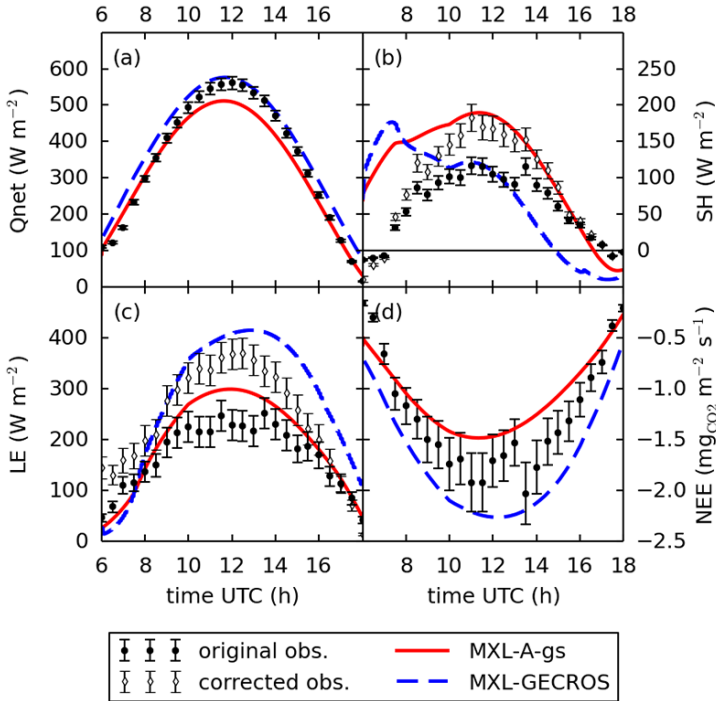 6 8 10 12 14 16
8 10 12 14 16 18
(a)
(b)
600
500
400
300
200
100
0
Qnet (W m⁻²)
250
200
150
100
50
0
SH (W m⁻²)
(c)
(d)
400
300
200
100
0
LE (W m⁻²)
−0.5
−1.0
−1.5
−2.0
−2.5
NEE (mg_CO2 m⁻² s⁻¹)
6 8 10 12 14 16
8 10 12 14 16 18
time UTC (h)
time UTC (h)
original obs.
MXL-A-gs
corrected obs.
MXL-GECROS